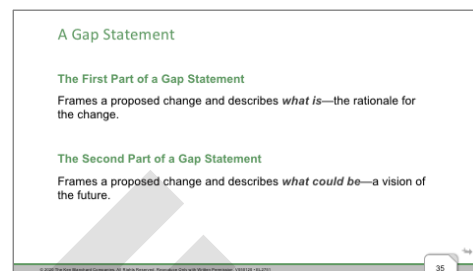 A Gap Statement
The First Part of a Gap Statement
Frames a proposed change and describes what is—the rationale for
the change.
The Second Part of a Gap Statement
Frames a proposed change and describes what could be—a vision of
the future.
35